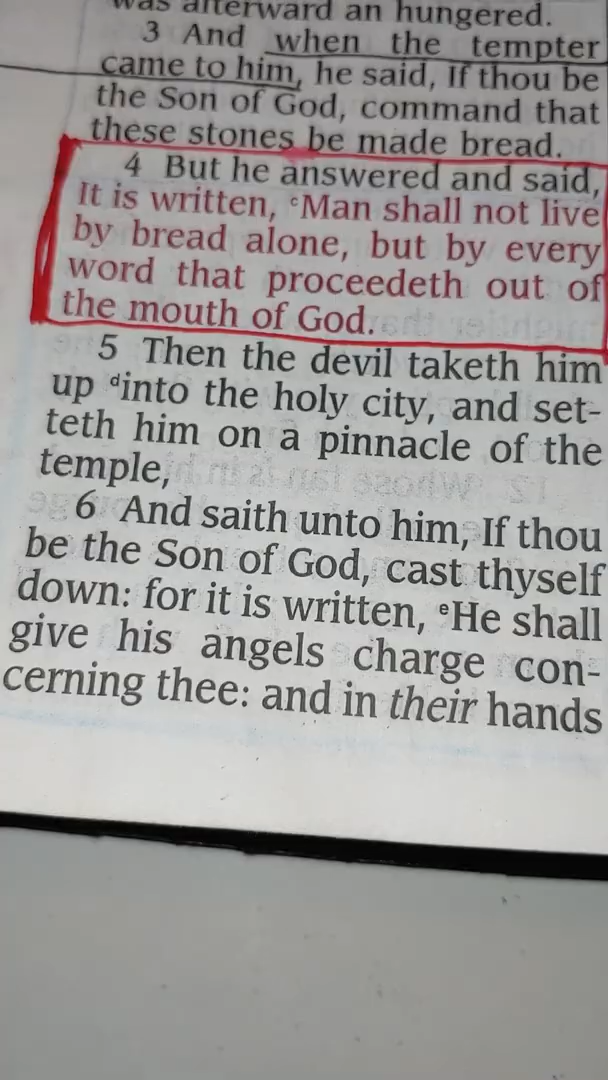 was afterward an hungered.
3 And when the tempter
came to him, he said, If thou be
the Son of God, command that
these stones be made bread.
4 But he answered and said,
It is written, ᶜMan shall not live
by bread alone, but by every
word that proceedeth out of
the mouth of God.
5 Then the devil taketh him
up ᵈinto the holy city, and set-
teth him on a pinnacle of the
temple,
6 And saith unto him, If thou
be the Son of God, cast thyself
down: for it is written, ᵉHe shall
give his angels charge con-
cerning thee: and in their hands